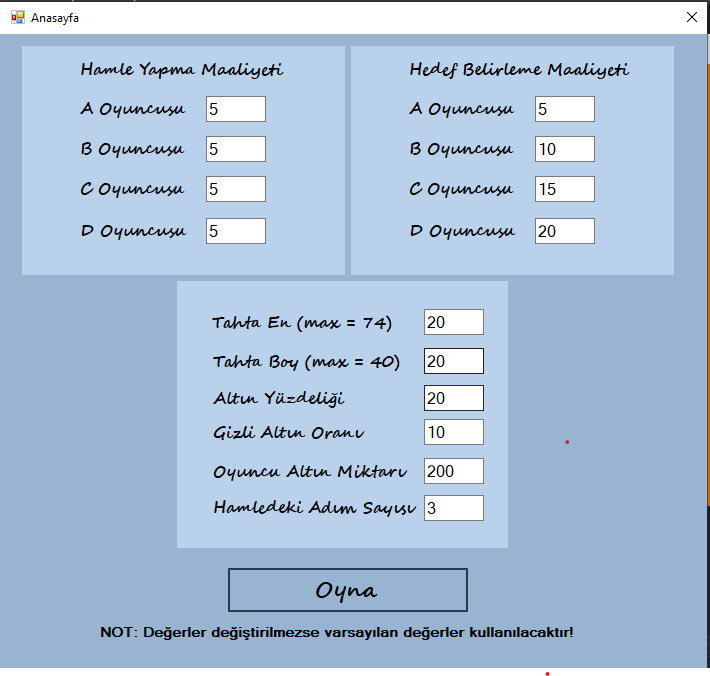 Anasayfa
Hamle Yapma Maaliyeti
A Oyuncusu 5
B Oyuncusu 5
C Oyuncusu 5
D Oyuncusu 5
Hedef Belirleme Maaliyeti
A Oyuncusu 5
B Oyuncusu 10
C Oyuncusu 15
D Oyuncusu 20
Tahta En (max = 74) 20
Tahta Boy (max = 40) 20
Altın Yüzdeliği 20
Gizli Altın Oranı 10
Oyuncu Altın Miktarı 200
Hamledeki Adım Sayısı 3
Oyna
NOT: Değerler değiştirilmezse varsayılan değerler kullanılacaktır!